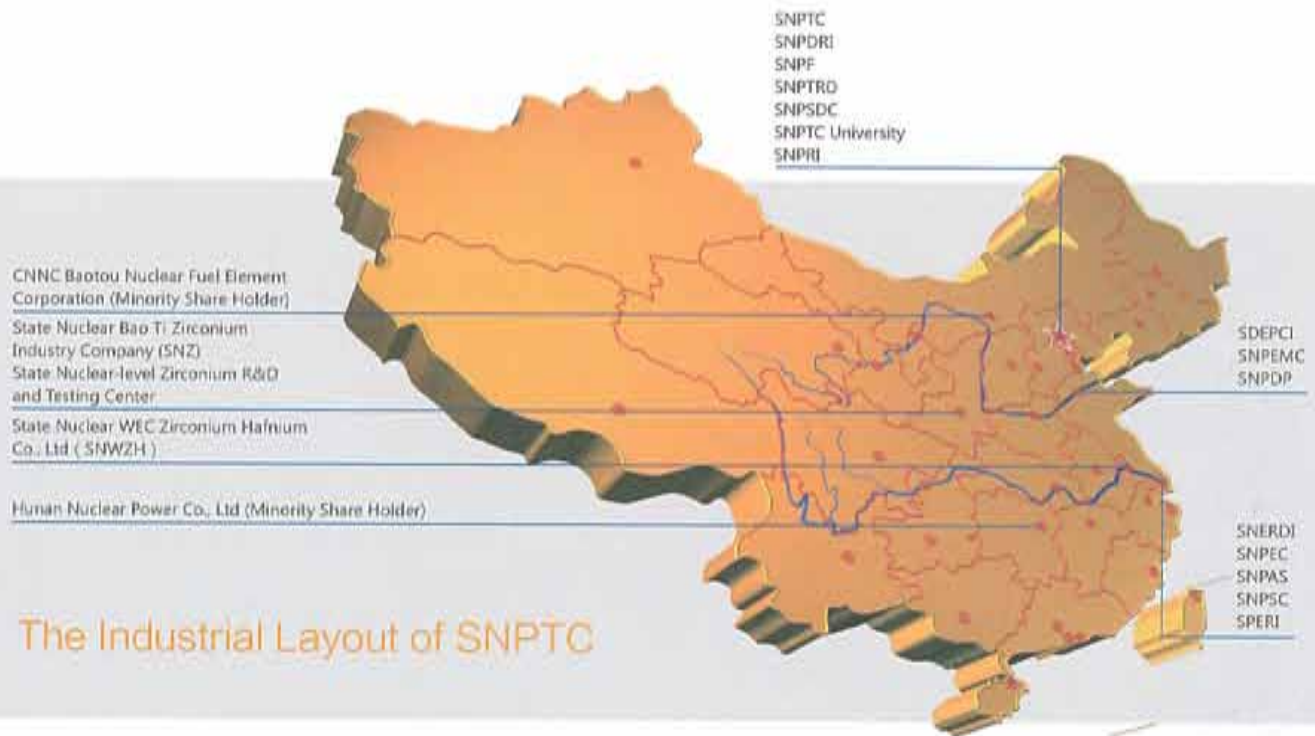 SNPTC
SNPDRI
SNPF
SNPTRD
SNPSDC
SNPTC University
SNPRI
CNNC Baotou Nuclear Fuel Element
Corporation (Minority Share Holder)
State Nuclear Bao Ti Zirconium
Industry Company (SNZ)
State Nuclear-level Zirconium R&D
and Testing Center
State Nuclear WEC Zirconium Hafnium
Co., Ltd ( SNWZH )
Hunan Nuclear Power Co., Ltd (Minority Share Holder)
SDEPCI
SNPEMC
SNPDP
SNERDI
SNPEC
SNPAS
SNPSC
SPERI
The Industrial Layout of SNPTC